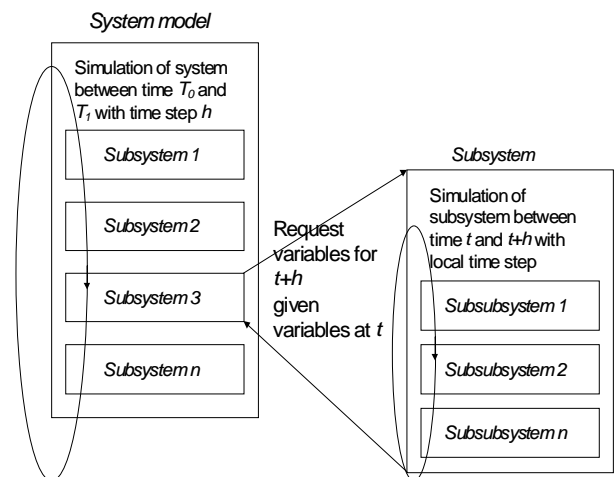 System model
Simulation of system
between time T0 and
T1 with time step h
Subsystem 1
Subsystem 2
Subsystem 3
Subsystem n
Request
variables for
t+h
given
variables at t
Subsystem
Simulation of
subsystem between
time t and t+h with
local time step
Subsubsystem 1
Subsubsystem 2
Subsubsystem n